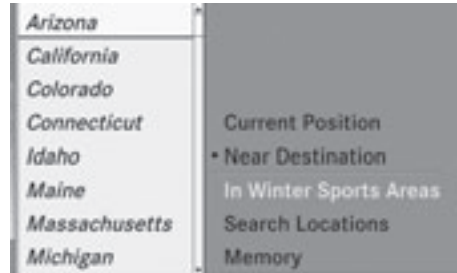 Arizona
California
Colorado
Connecticut
Idaho
Maine
Massachusetts
Michigan
Current Position
• Near Destination
In Winter Sports Areas
Search Locations
Memory